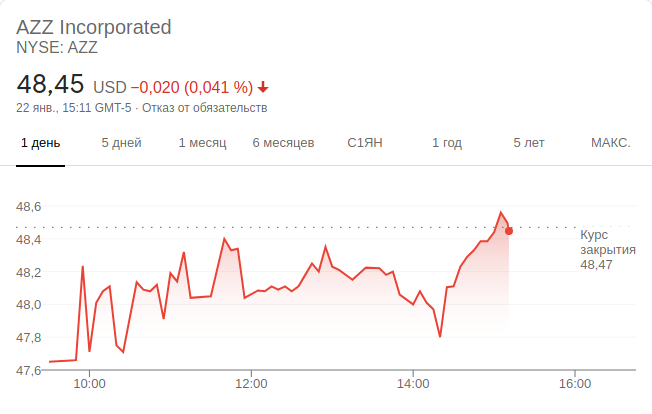 AZZ Incorporated
NYSE: AZZ
48,45 USD −0,020 (0,041 %)
22 янв., 15:11 GMT-5 · Отказ от обязательств
1 день 5 дней 1 месяц 6 месяцев С1ЯН 1 год 5 лет МАКС.
48,6
48,4
48,2
48,0
47,8
47,6
Курс
закрытия
48,47
10:00 12:00 14:00 16:00